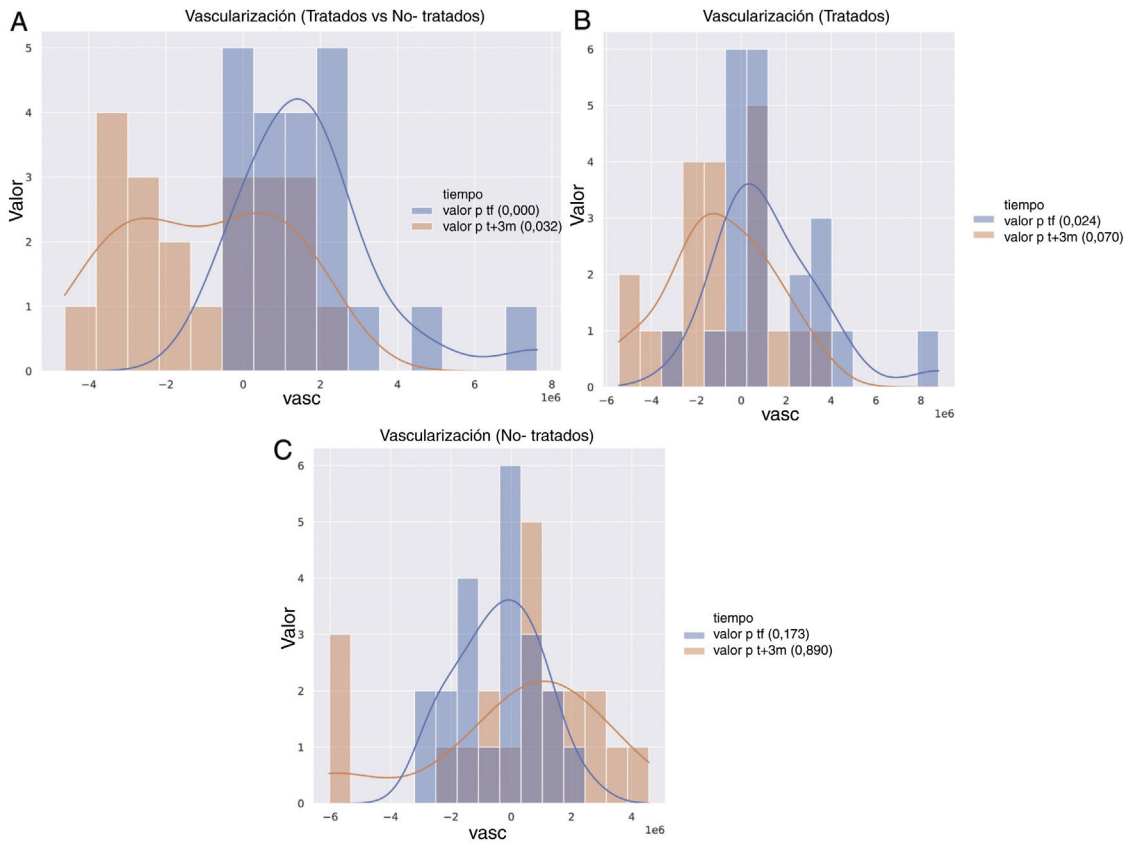 A
Vascularización (Tratados vs No- tratados)
Valor
5
4
3
2
1
0
−4
−2
0
2
4
6
8
1e6
vasc
tiempo
valor p tf (0,000)
valor p t+3m (0,032)
B
Vascularización (Tratados)
Valor
6
5
4
3
2
1
0
−6
−4
−2
0
2
4
6
8
1e6
vasc
tiempo
valor p tf (0,024)
valor p t+3m (0,070)
C
Vascularización (No- tratados)
Valor
6
5
4
3
2
1
0
−6
−4
−2
0
2
4
1e6
vasc
tiempo
valor p tf (0,173)
valor p t+3m (0,890)